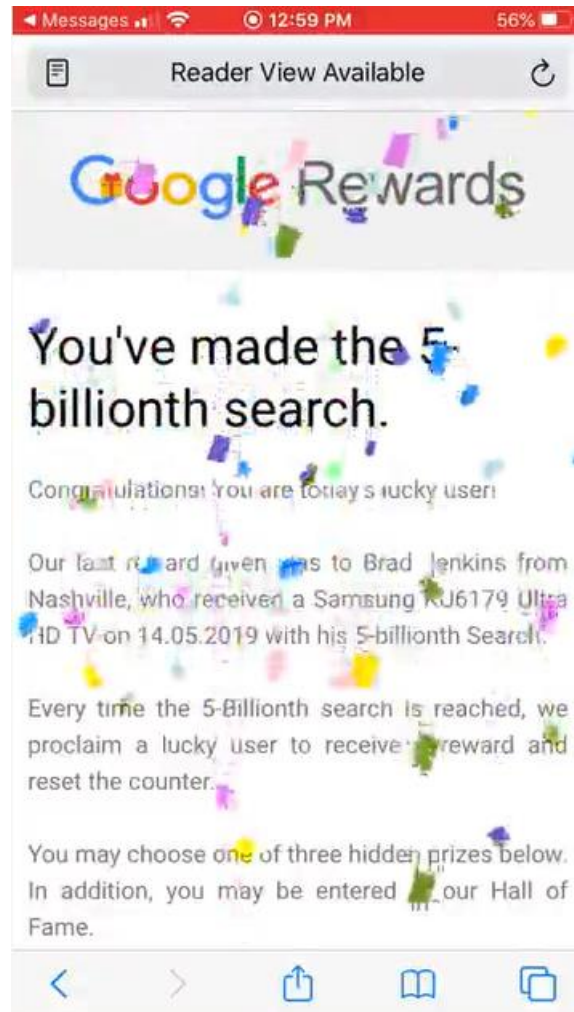 Messages 12:59 PM 56%
Reader View Available
Google Rewards
You've made the 5-
billionth search.
Congratulations! You are today's lucky user!
Our last reward given was to Brad Jenkins from
Nashville, who received a Samsung KU6179 Ultra
HD TV on 14.05.2019 with his 5-billionth Search.
Every time the 5-Billionth search is reached, we
proclaim a lucky user to receive a reward and
reset the counter.
You may choose one of three hidden prizes below.
In addition, you may be entered in our Hall of
Fame.